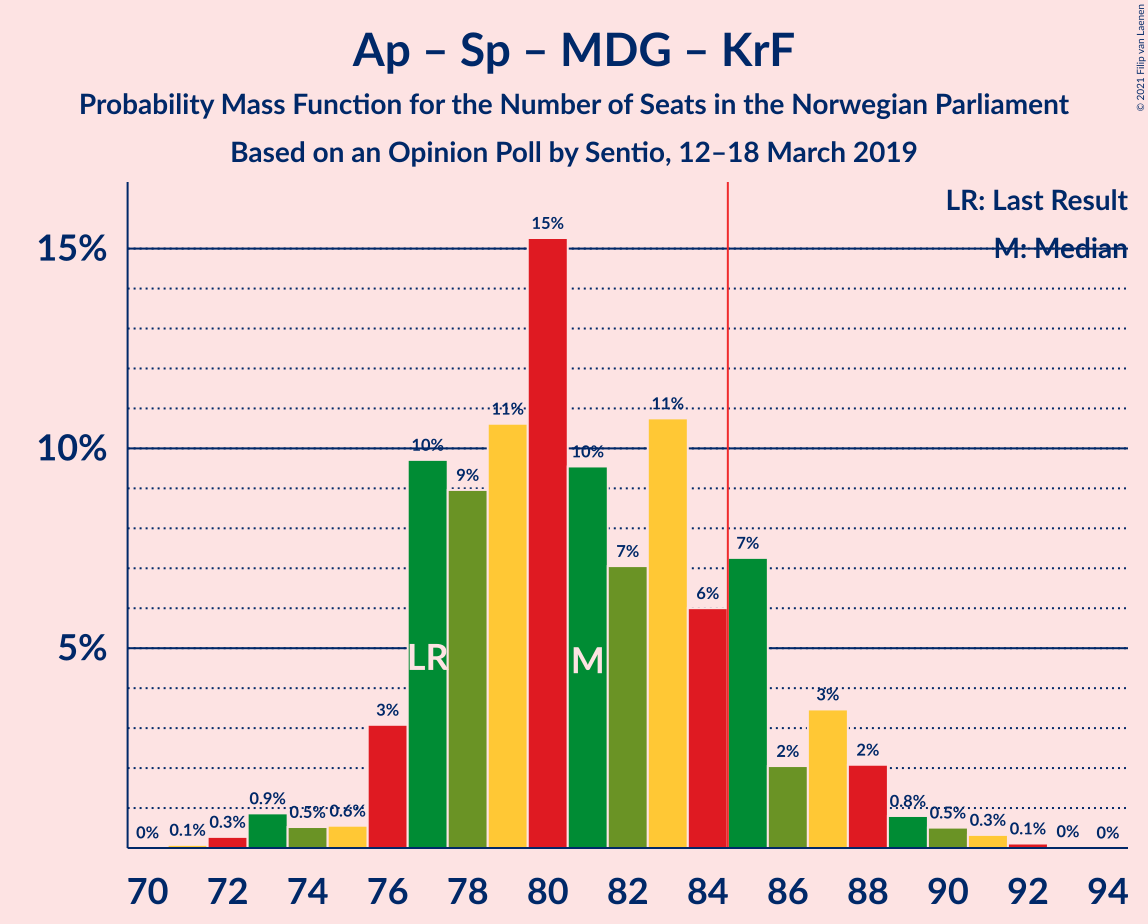 Ap – Sp – MDG – KrF
Probability Mass Function for the Number of Seats in the Norwegian Parliament
Based on an Opinion Poll by Sentio, 12–18 March 2019
© 2021 Filip van Laenen
LR: Last Result
M: Median
15%
10%
5%
0% 0.1% 0.3% 0.9% 0.5% 0.6% 3% 10% 9% 11% 15% 10% 7% 11% 6% 7% 2% 3% 2% 0.8% 0.5% 0.3% 0.1% 0% 0%
LR M
70 72 74 76 78 80 82 84 86 88 90 92 94